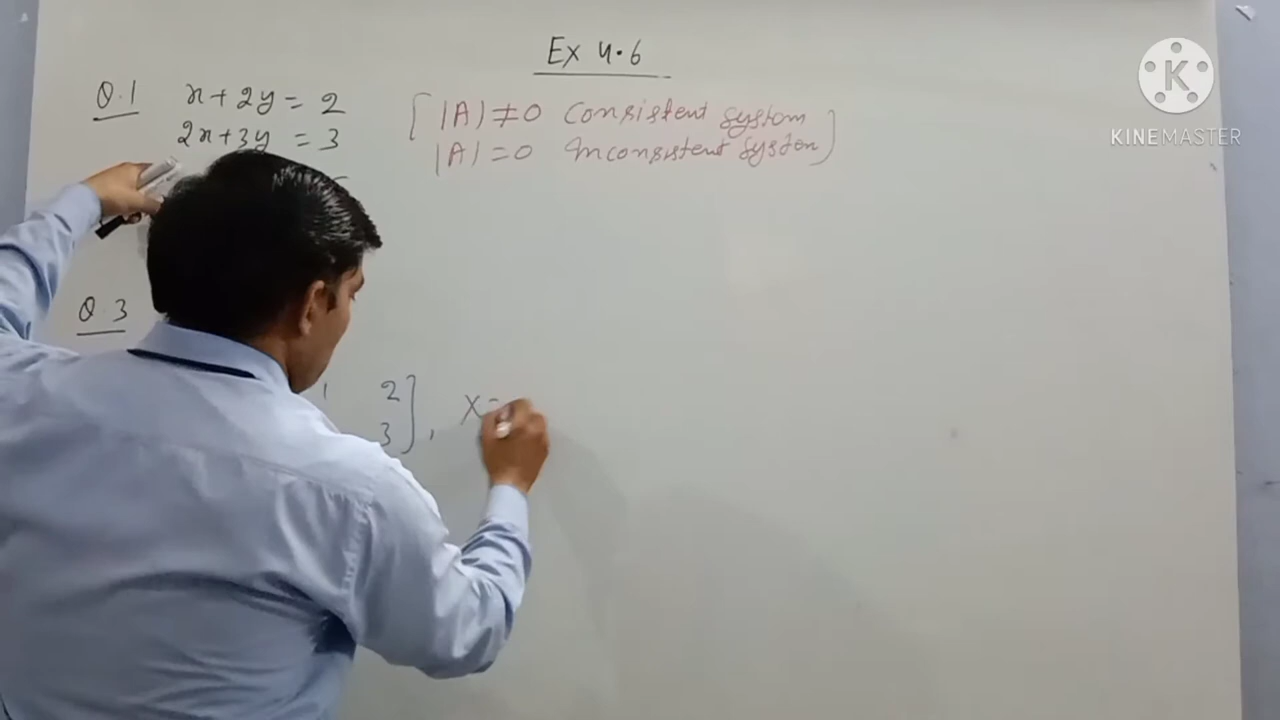 Ex 4.6
Q.1 x + 2y = 2
2x + 3y = 3
[ |A| ≠ 0 Consistent system
|A| = 0 Inconsistent system ]
KINEMASTER
Q.3
1 2 ] , X =
3